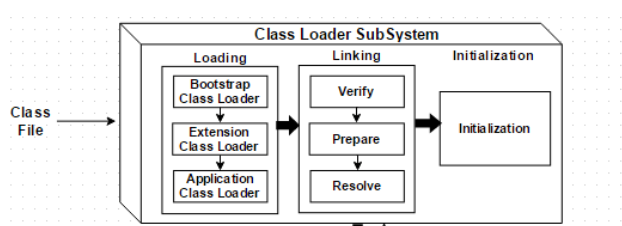 Class Loader SubSystem
Loading
Linking
Initialization
Class
File
Bootstrap
Class Loader
Extension
Class Loader
Application
Class Loader
Verify
Prepare
Resolve
Initialization